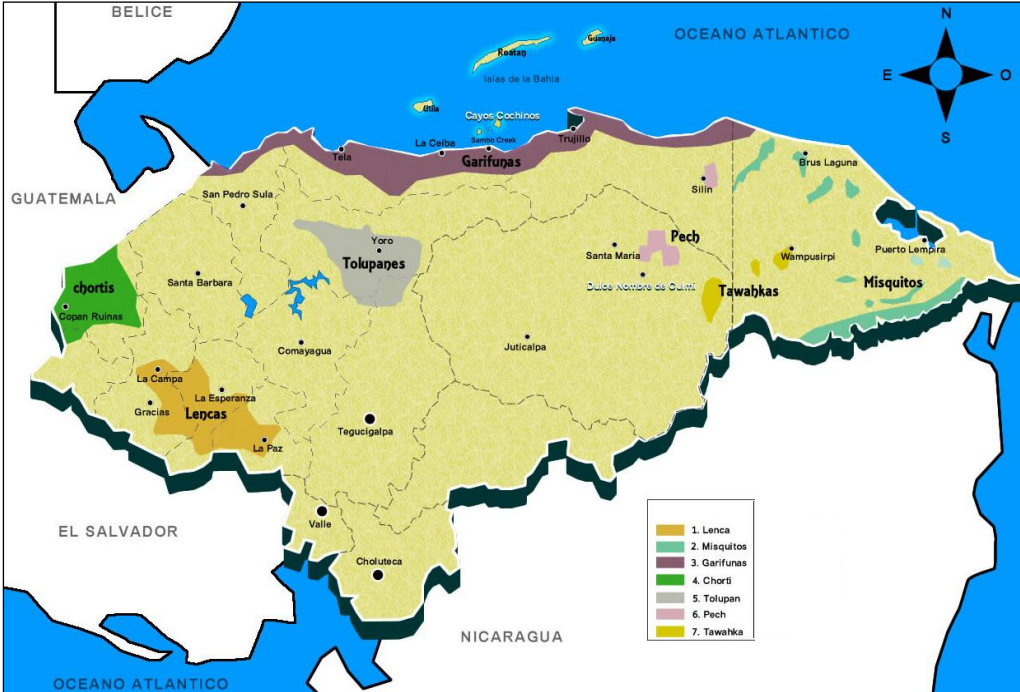 BELICE
N
OCEANO ATLANTICO
Guanaja
Roatan
Islas de la Bahia
E
O
S
Utila
Cayos Cochinos
Sambo Creek
Trujillo
La Ceiba
Tela
Garifunas
Brus Laguna
GUATEMALA
San Pedro Sula
Silin
Yoro
Tolupanes
Pech
Santa Maria
Wampusirpi
Puerto Lempira
chortis
Santa Barbara
Dulce Nombre de Culmi
Tawahkas
Misquitos
Copan Ruinas
Comayagua
Juticalpa
La Campa
La Esperanza
Gracias
Lencas
Tegucigalpa
La Paz
EL SALVADOR
Valle
Choluteca
1. Lenca
2. Misquitos
3. Garifunas
4. Chorti
5. Tolupan
6. Pech
7. Tawahka
NICARAGUA
OCEANO ATLANTICO